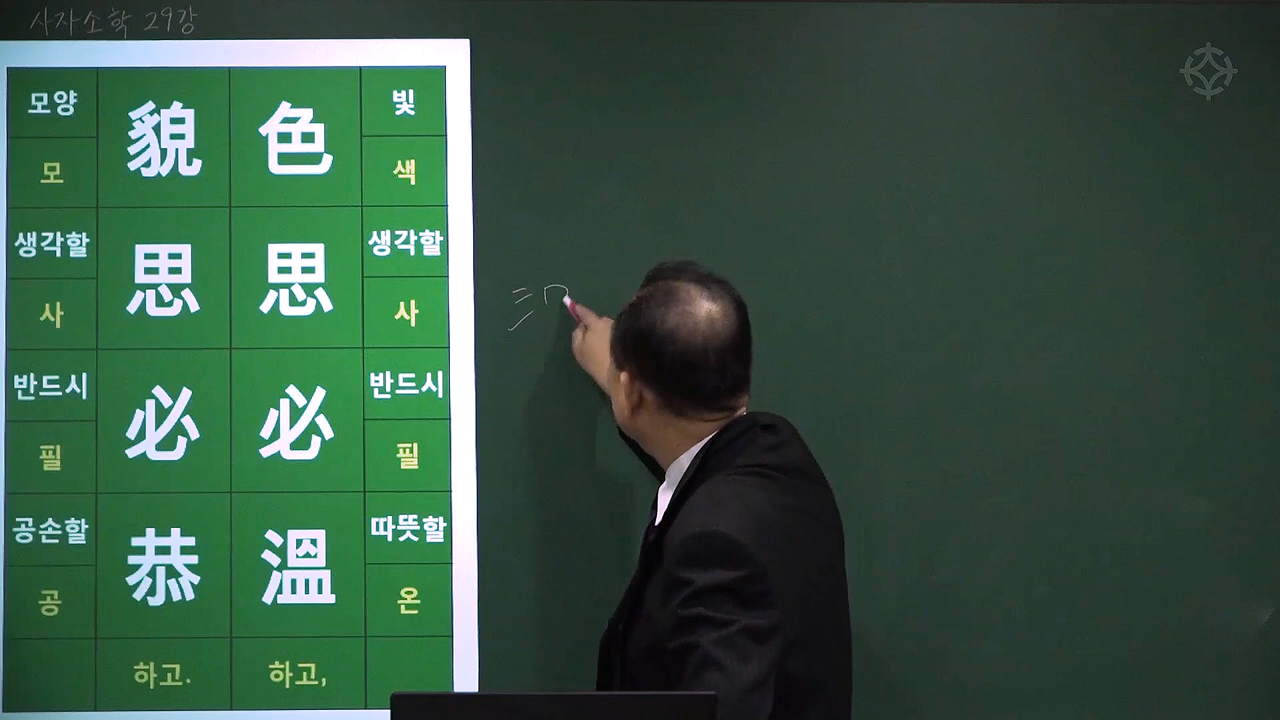 사자소학 29강
모양 貌 色 빛
모 색
생각할 思 思 생각할
사 사
반드시 必 必 반드시
필 필
공손할 恭 溫 따뜻할
공 온
하고. 하고,